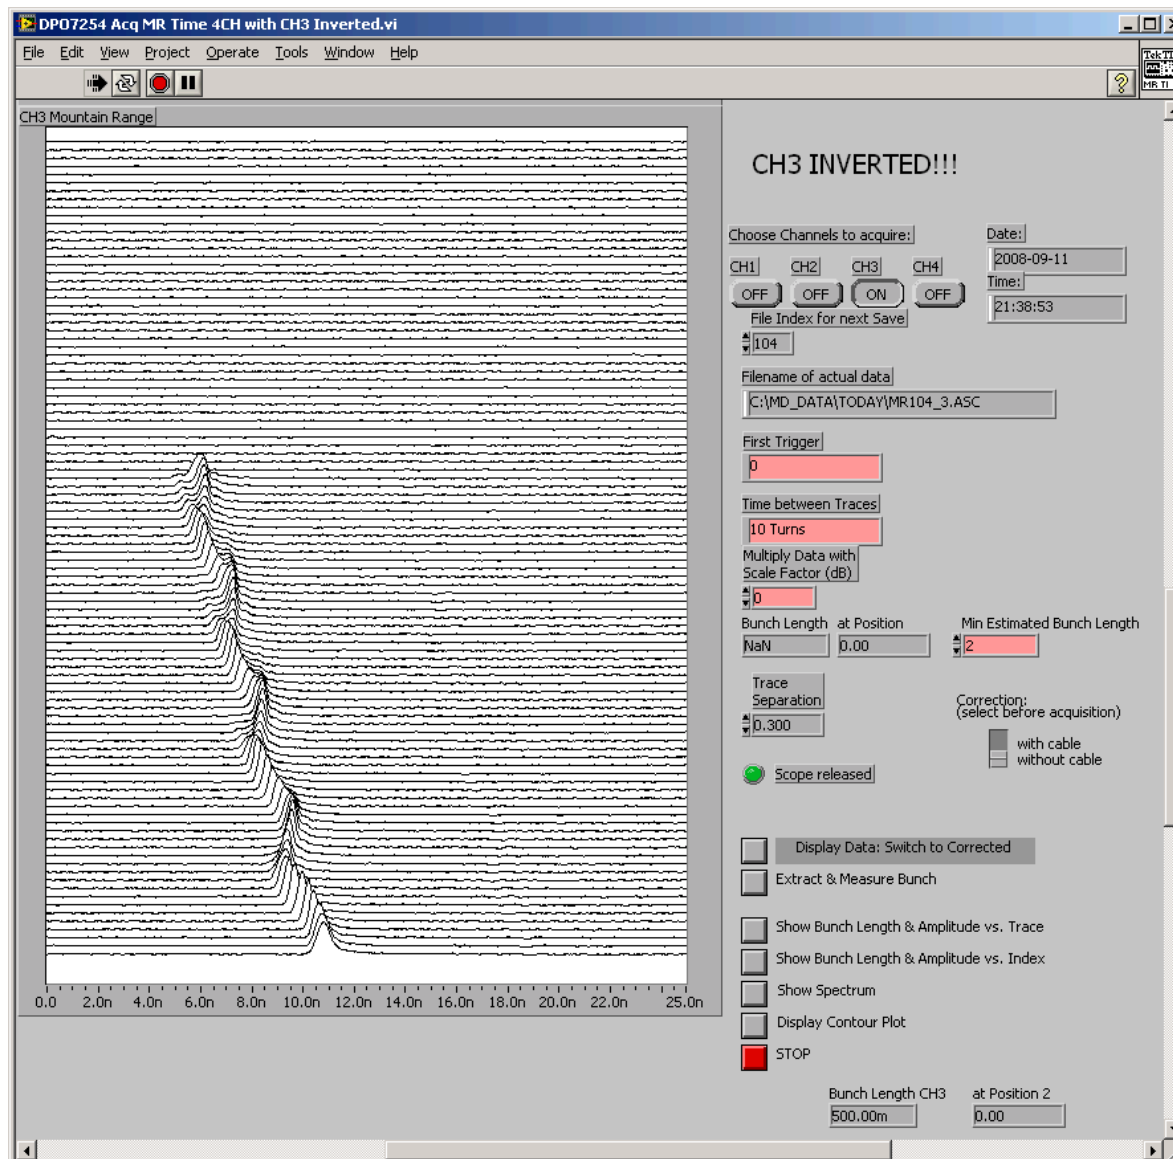 DPO7254 Acq MR Time 4CH with CH3 Inverted.vi
File Edit View Project Operate Tools Window Help
CH3 Mountain Range
0.0 2.0n 4.0n 6.0n 8.0n 10.0n 12.0n 14.0n 16.0n 18.0n 20.0n 22.0n 25.0n
CH3 INVERTED!!!
Choose Channels to acquire:
CH1 CH2 CH3 CH4
OFF OFF ON OFF
Date:
2008-09-11
Time:
21:38:53
File Index for next Save
104
Filename of actual data
C:\MD_DATA\TODAY\MR104_3.ASC
First Trigger
0
Time between Traces
10 Turns
Multiply Data with
Scale Factor (dB)
0
Bunch Length at Position Min Estimated Bunch Length
NaN 0.00 2
Trace
Separation
0.300
Correction:
(select before acquisition)
with cable
without cable
Scope released
Display Data: Switch to Corrected
Extract & Measure Bunch
Show Bunch Length & Amplitude vs. Trace
Show Bunch Length & Amplitude vs. Index
Show Spectrum
Display Contour Plot
STOP
Bunch Length CH3 at Position 2
500.00m 0.00